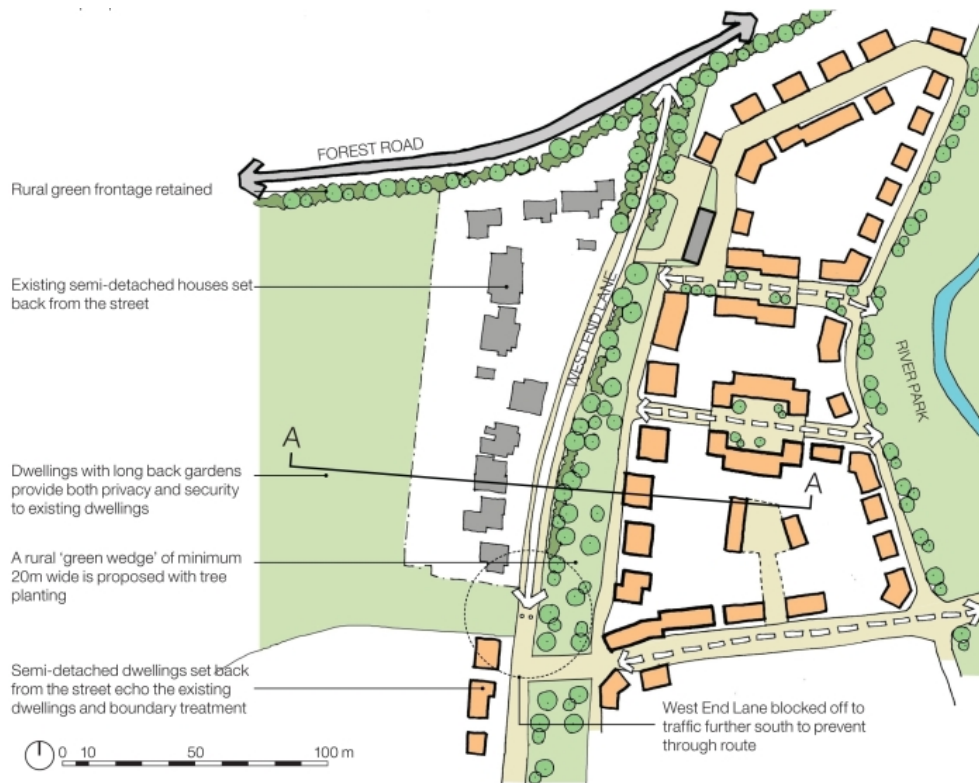 FOREST ROAD
Rural green frontage retained
Existing semi-detached houses set
back from the street
WEST END LANE
RIVER PARK
A
A
Dwellings with long back gardens
provide both privacy and security
to existing dwellings
A rural ‘green wedge’ of minimum
20m wide is proposed with tree
planting
Semi-detached dwellings set back
from the street echo the existing
dwellings and boundary treatment
West End Lane blocked off to
traffic further south to prevent
through route
0 10 50 100 m